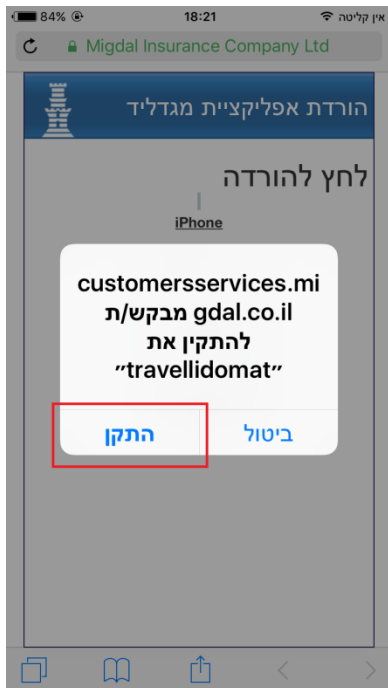 84% 18:21 אין קליטה
Migdal Insurance Company Ltd
הורדת אפליקציית מגדליד
לחץ להורדה
iPhone
customersservices.mi
gdal.co.il מבקש/ת
להתקין את
״travellidomat״
התקן ביטול